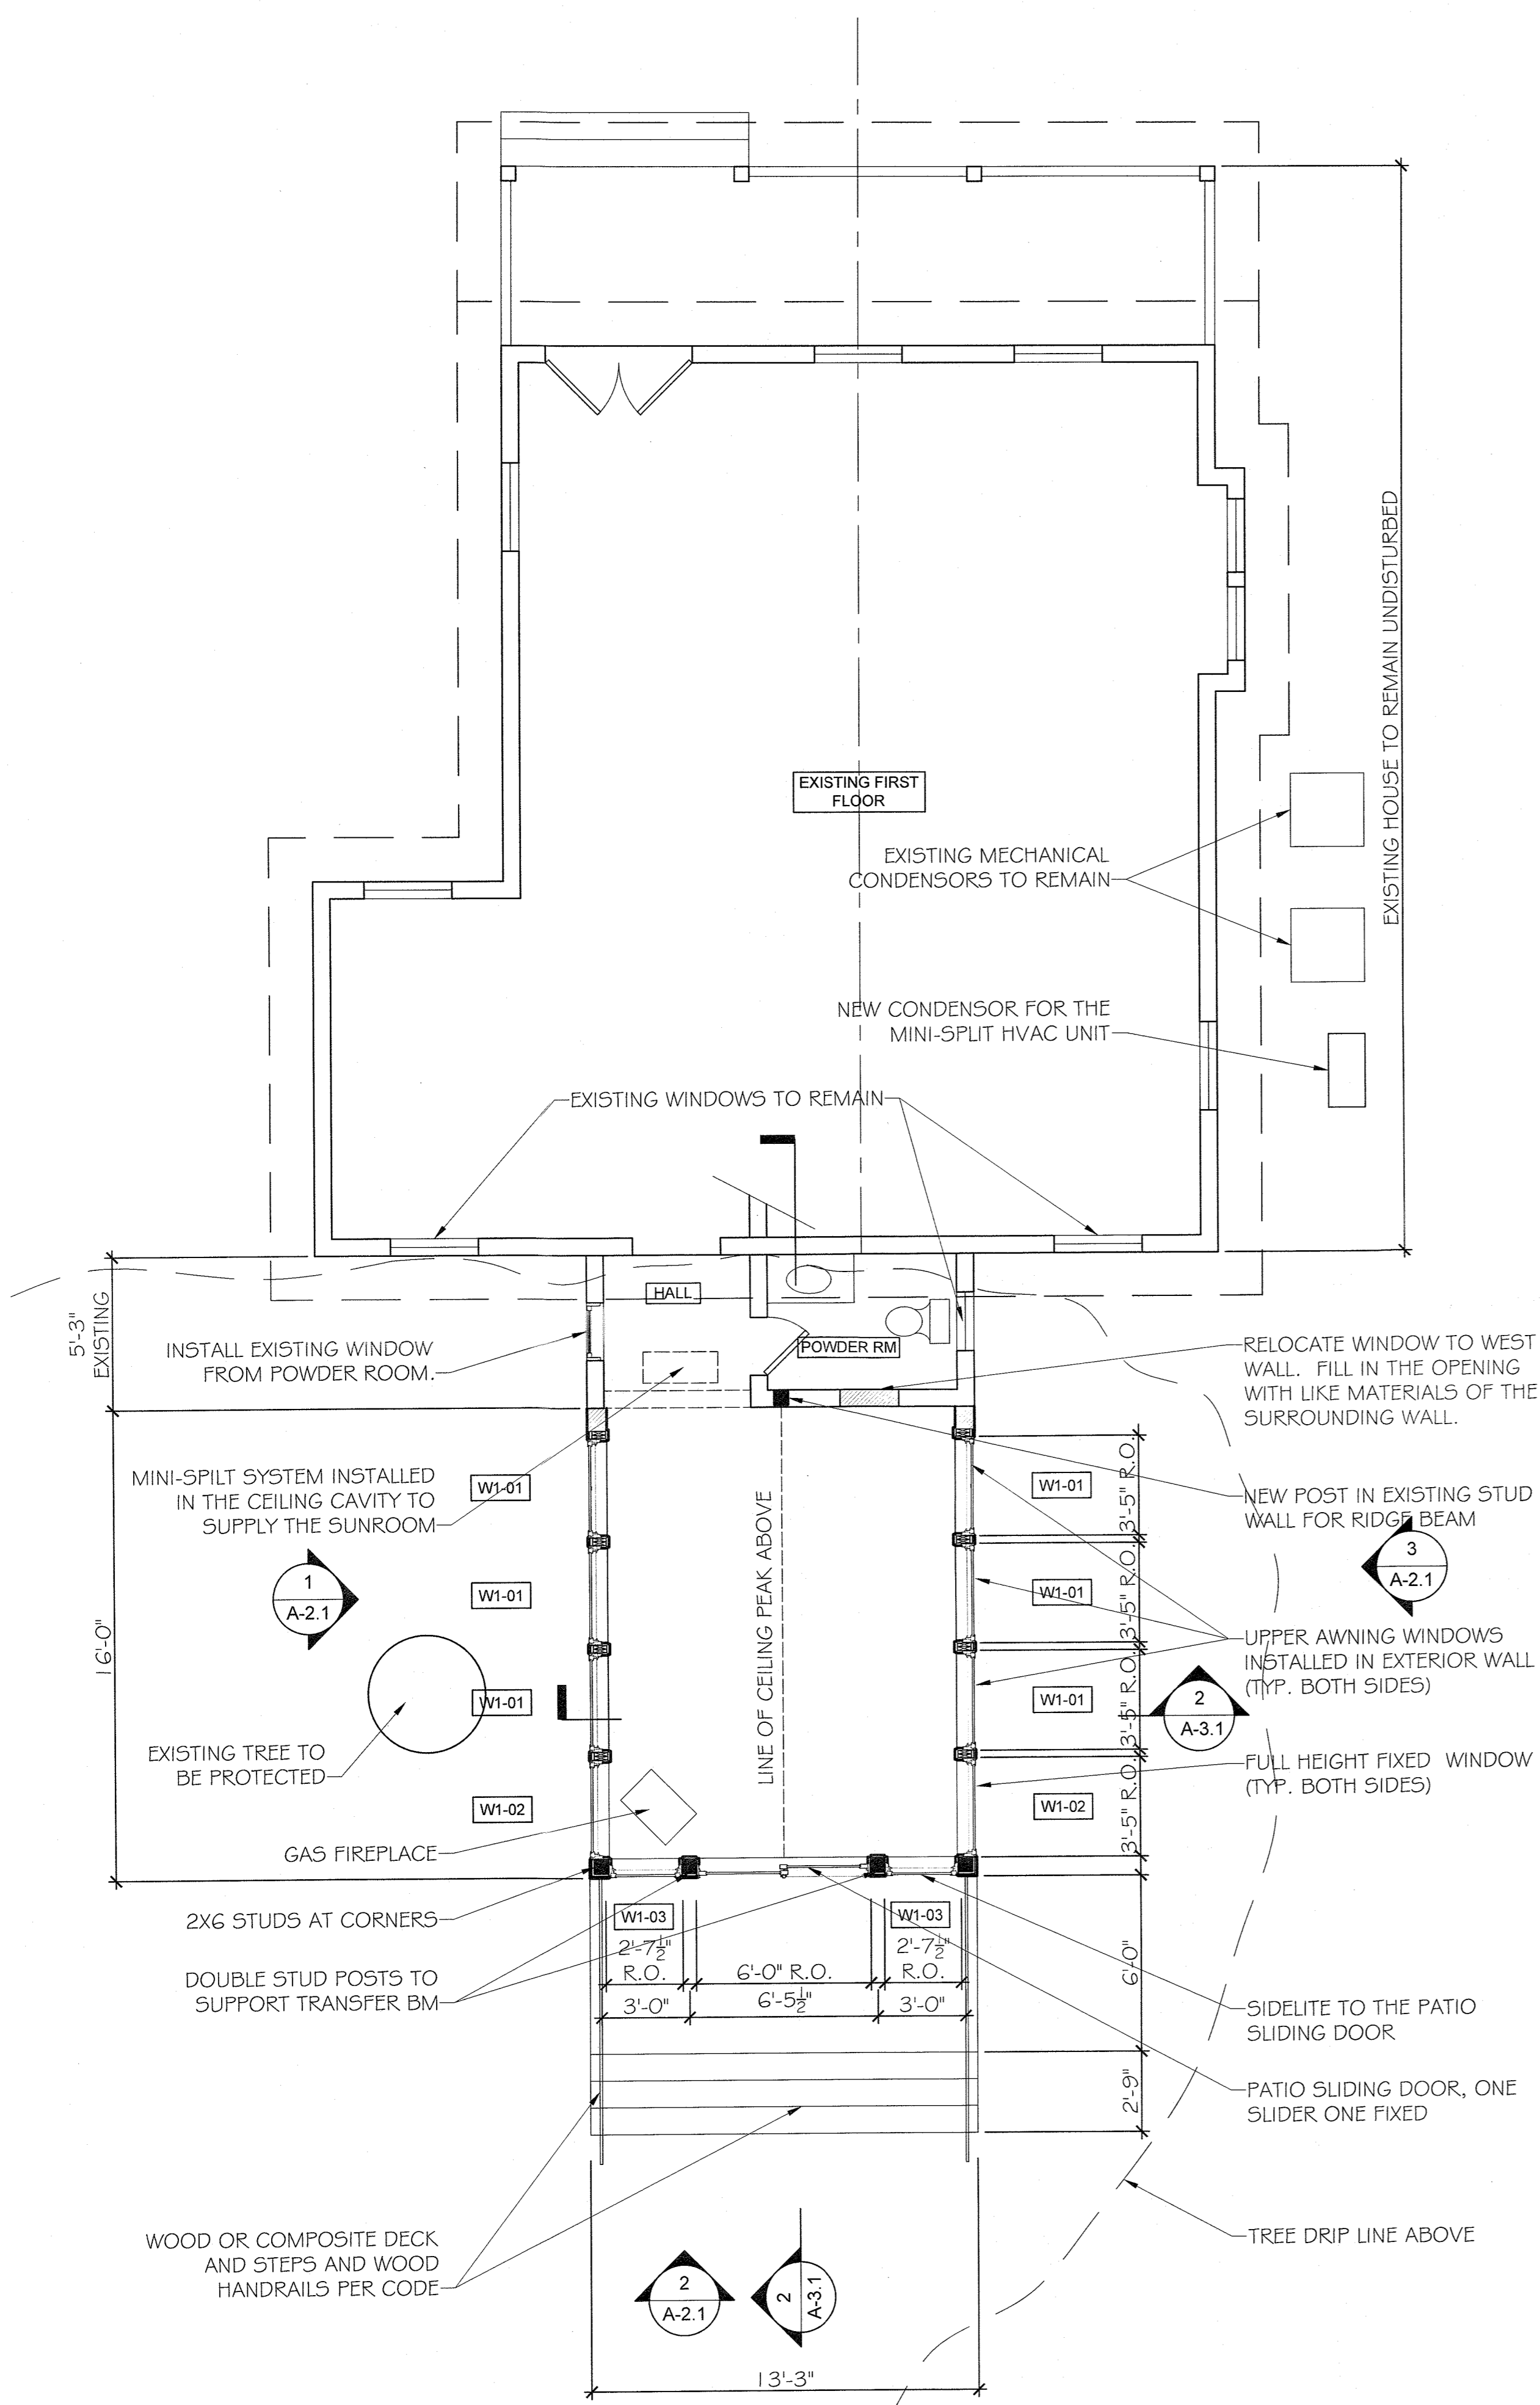 EXISTING HOUSE TO REMAIN UNDISTURBED
EXISTING FIRST
FLOOR
EXISTING MECHANICAL
CONDENSORS TO REMAIN
NEW CONDENSOR FOR THE
MINI-SPLIT HVAC UNIT
EXISTING WINDOWS TO REMAIN
5'-3"
EXISTING
HALL
POWDER RM
INSTALL EXISTING WINDOW
FROM POWDER ROOM.
RELOCATE WINDOW TO WEST
WALL. FILL IN THE OPENING
WITH LIKE MATERIALS OF THE
SURROUNDING WALL.
MINI-SPILT SYSTEM INSTALLED
IN THE CEILING CAVITY TO
SUPPLY THE SUNROOM
W1-01
W1-01
3'-5" R.O.
NEW POST IN EXISTING STUD
WALL FOR RIDGE BEAM
1
A-2.1
W1-01
LINE OF CEILING PEAK ABOVE
W1-01
3'-5" R.O.
3
A-2.1
16'-0"
UPPER AWNING WINDOWS
INSTALLED IN EXTERIOR WALL
(TYP. BOTH SIDES)
W1-01
W1-01
3'-5" R.O.
2
A-3.1
EXISTING TREE TO
BE PROTECTED
FULL HEIGHT FIXED WINDOW
(TYP. BOTH SIDES)
W1-02
W1-02
3'-5" R.O.
GAS FIREPLACE
2X6 STUDS AT CORNERS
W1-03
W1-03
2'-7½"
R.O.
6'-0" R.O.
2'-7½"
R.O.
6'-0"
DOUBLE STUD POSTS TO
SUPPORT TRANSFER BM
3'-0"
6'-5½"
3'-0"
SIDELITE TO THE PATIO
SLIDING DOOR
2'-9"
PATIO SLIDING DOOR, ONE
SLIDER ONE FIXED
WOOD OR COMPOSITE DECK
AND STEPS AND WOOD
HANDRAILS PER CODE
TREE DRIP LINE ABOVE
2
A-2.1
2
A-3.1
13'-3"